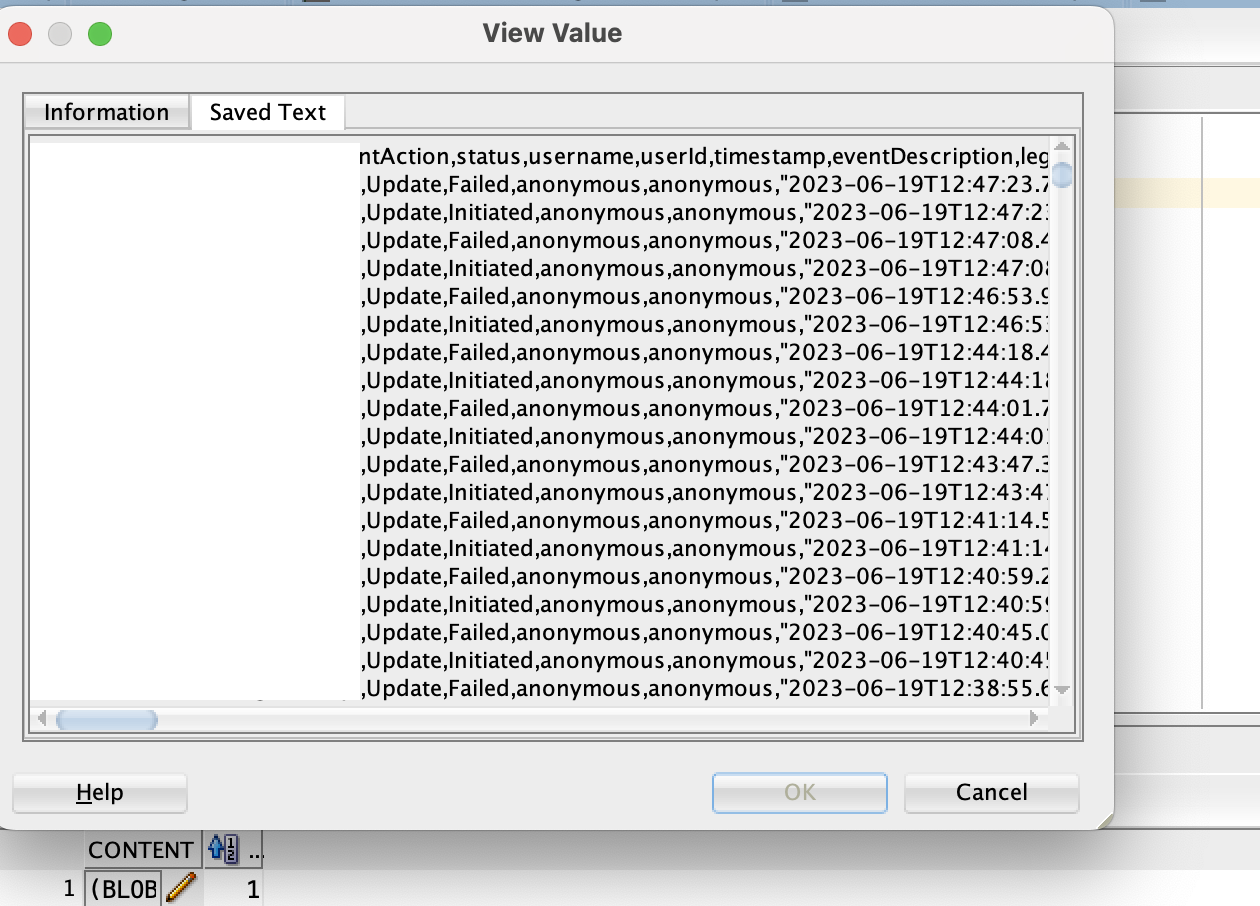 View Value
Information
Saved Text
ntAction,status,username,userId,timestamp,eventDescription,leg
,Update,Failed,anonymous,anonymous,"2023-06-19T12:47:23.7
,Update,Initiated,anonymous,anonymous,"2023-06-19T12:47:23
,Update,Failed,anonymous,anonymous,"2023-06-19T12:47:08.4
,Update,Initiated,anonymous,anonymous,"2023-06-19T12:47:08
,Update,Failed,anonymous,anonymous,"2023-06-19T12:46:53.9
,Update,Initiated,anonymous,anonymous,"2023-06-19T12:46:53
,Update,Failed,anonymous,anonymous,"2023-06-19T12:44:18.4
,Update,Initiated,anonymous,anonymous,"2023-06-19T12:44:18
,Update,Failed,anonymous,anonymous,"2023-06-19T12:44:01.7
,Update,Initiated,anonymous,anonymous,"2023-06-19T12:44:01
,Update,Failed,anonymous,anonymous,"2023-06-19T12:43:47.3
,Update,Initiated,anonymous,anonymous,"2023-06-19T12:43:47
,Update,Failed,anonymous,anonymous,"2023-06-19T12:41:14.5
,Update,Initiated,anonymous,anonymous,"2023-06-19T12:41:14
,Update,Failed,anonymous,anonymous,"2023-06-19T12:40:59.2
,Update,Initiated,anonymous,anonymous,"2023-06-19T12:40:59
,Update,Failed,anonymous,anonymous,"2023-06-19T12:40:45.0
,Update,Initiated,anonymous,anonymous,"2023-06-19T12:40:45
,Update,Failed,anonymous,anonymous,"2023-06-19T12:38:55.6
Help
OK
Cancel
CONTENT ...
1 (BLOB 1